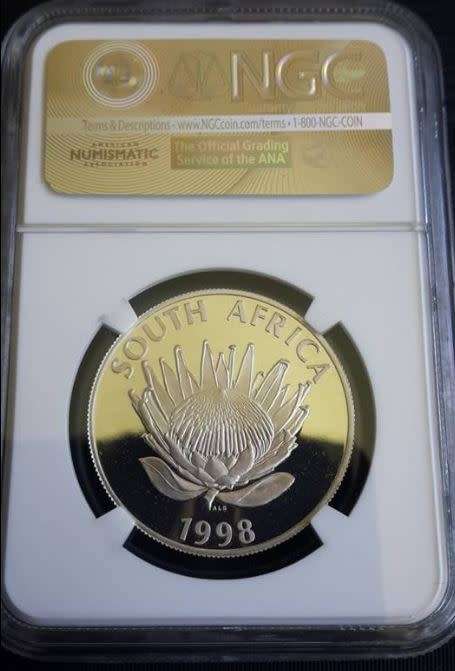 NGC
Terms & Descriptions - www.NGCcoin.com/terms • 1-800-NGC-COIN
AMERICAN
NUMISMATIC
ASSOCIATION
The Official Grading
Service of the ANA
SOUTH AFRICA
ALS
1998